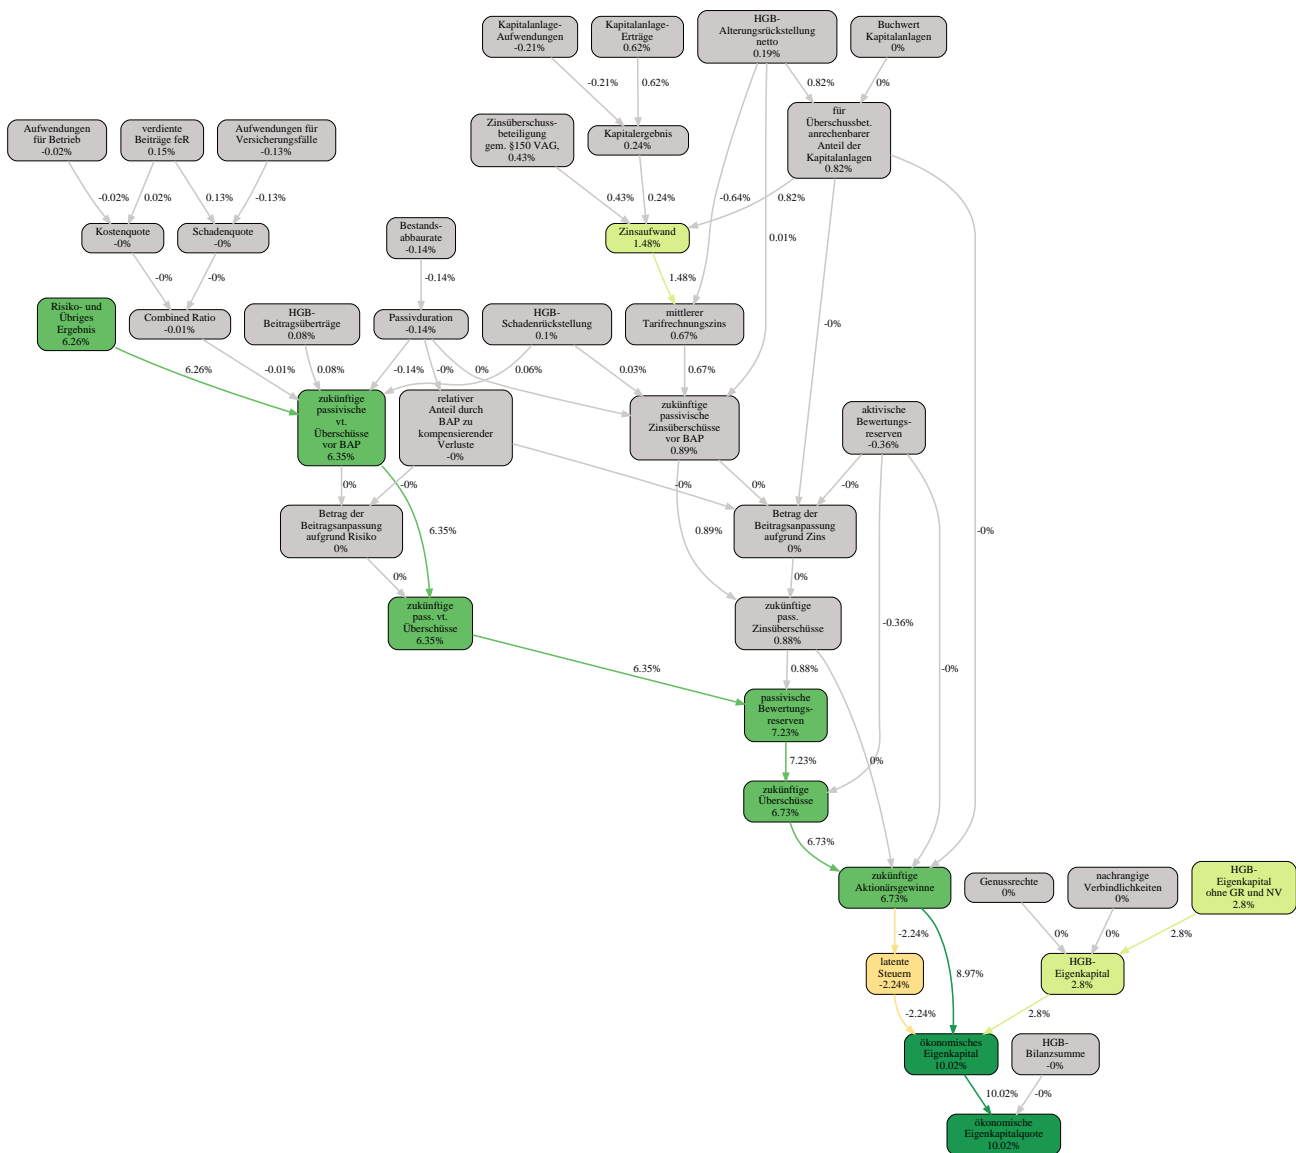 Kapitalanlage-
Aufwendungen
-0.21%
Kapitalanlage-
Erträge
0.62%
HGB-
Alterungsrückstellung
netto
0.19%
Buchwert
Kapitalanlagen
0%
-0.21%
0.62%
0.82%
0%
Aufwendungen
für Betrieb
-0.02%
verdiente
Beiträge feR
0.15%
Aufwendungen für
Versicherungsfälle
-0.13%
Zinsüberschuss-
beteiligung
gem. §150 VAG,
0.43%
Kapitalergebnis
0.24%
für
Überschussbet.
anrechenbarer
Anteil der
Kapitalanlagen
0.82%
-0.02%
0.02%
0.13%
-0.13%
0.43%
0.24%
-0.64%
0.82%
0.01%
Kostenquote
-0%
Schadenquote
-0%
Bestands-
abbaurate
-0.14%
Zinsaufwand
1.48%
-0%
-0%
-0.14%
1.48%
-0%
Risiko- und
Übriges
Ergebnis
6.26%
Combined Ratio
-0.01%
HGB-
Beitragsüberträge
0.08%
Passivduration
-0.14%
HGB-
Schadenrückstellung
0.1%
mittlerer
Tarifrechnungszins
0.67%
6.26%
-0.01%
0.08%
-0.14%
-0%
0%
0.06%
0.03%
0.67%
zukünftige
passivische
vt.
Überschüsse
vor BAP
6.35%
relativer
Anteil durch
BAP zu
kompensierender
Verluste
-0%
zukünftige
passivische
Zinsüberschüsse
vor BAP
0.89%
aktivische
Bewertungs-
reserven
-0.36%
0%
-0%
-0%
0%
-0%
Betrag der
Beitragsanpassung
aufgrund Risiko
0%
6.35%
0.89%
Betrag der
Beitragsanpassung
aufgrund Zins
0%
-0%
0%
0%
zukünftige
pass. vt.
Überschüsse
6.35%
zukünftige
pass.
Zinsüberschüsse
0.88%
-0.36%
6.35%
0.88%
-0%
passivische
Bewertungs-
reserven
7.23%
7.23%
0%
zukünftige
Überschüsse
6.73%
6.73%
zukünftige
Aktionärsgewinne
6.73%
Genussrechte
0%
nachrangige
Verbindlichkeiten
0%
HGB-
Eigenkapital
ohne GR und NV
2.8%
-2.24%
0%
0%
2.8%
latente
Steuern
-2.24%
8.97%
HGB-
Eigenkapital
2.8%
-2.24%
2.8%
ökonomisches
Eigenkapital
10.02%
HGB-
Bilanzsumme
-0%
10.02%
-0%
ökonomische
Eigenkapitalquote
10.02%